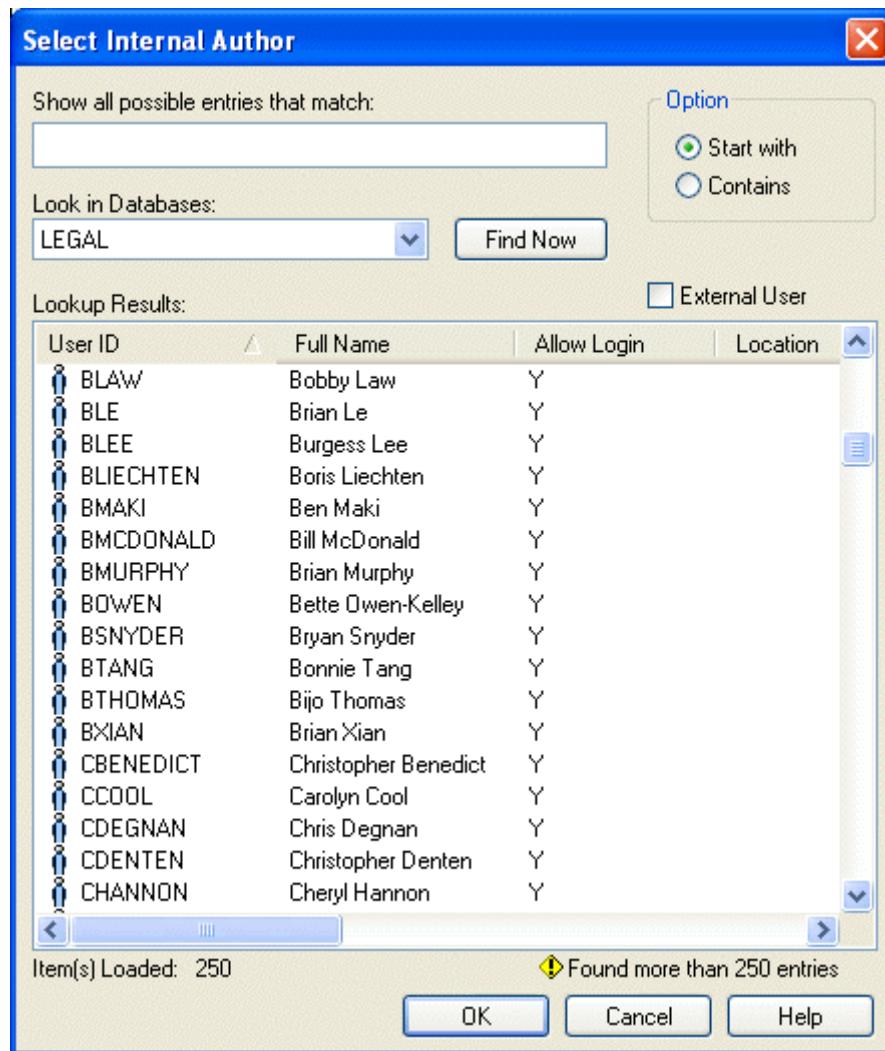 Select Internal Author
Show all possible entries that match:
Option
Start with
Contains
Look in Databases:
LEGAL
Find Now
External User
Lookup Results:
User ID Full Name Allow Login Location
BLAW Bobby Law Y
BLE Brian Le Y
BLEE Burgess Lee Y
BLIECHTEN Boris Liechten Y
BMAKI Ben Maki Y
BMCDONALD Bill McDonald Y
BMURPHY Brian Murphy Y
BOWEN Bette Owen-Kelley Y
BSNYDER Bryan Snyder Y
BTANG Bonnie Tang Y
BTHOMAS Bijo Thomas Y
BXIAN Brian Xian Y
CBENEDICT Christopher Benedict Y
CCOOL Carolyn Cool Y
CDEGNAN Chris Degnan Y
CDENTEN Christopher Denten Y
CHANNON Cheryl Hannon Y
Item(s) Loaded: 250 Found more than 250 entries
OK Cancel Help